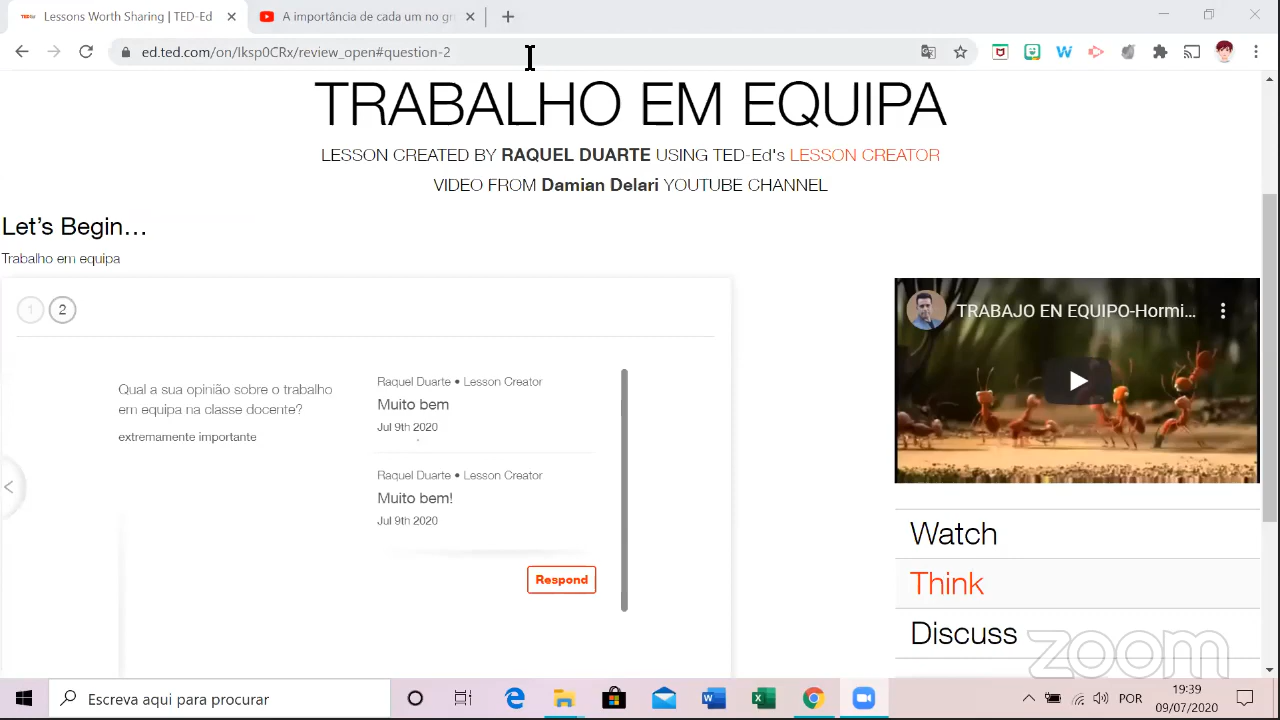 Lessons Worth Sharing | TED-Ed
A importância de cada um no gr
ed.ted.com/on/lksp0CRx/review_open#question-2
TRABALHO EM EQUIPA
LESSON CREATED BY RAQUEL DUARTE USING TED-Ed's LESSON CREATOR
VIDEO FROM Damian Delari YOUTUBE CHANNEL
Let's Begin…
Trabalho em equipa
1 2
Qual a sua opinião sobre o trabalho
em equipa na classe docente?
extremamente importante
Raquel Duarte • Lesson Creator
Muito bem
Jul 9th 2020
Raquel Duarte • Lesson Creator
Muito bem!
Jul 9th 2020
Respond
TRABAJO EN EQUIPO-Hormi...
Watch
Think
Discuss
zoom
Escreva aqui para procurar
POR
19:39
09/07/2020